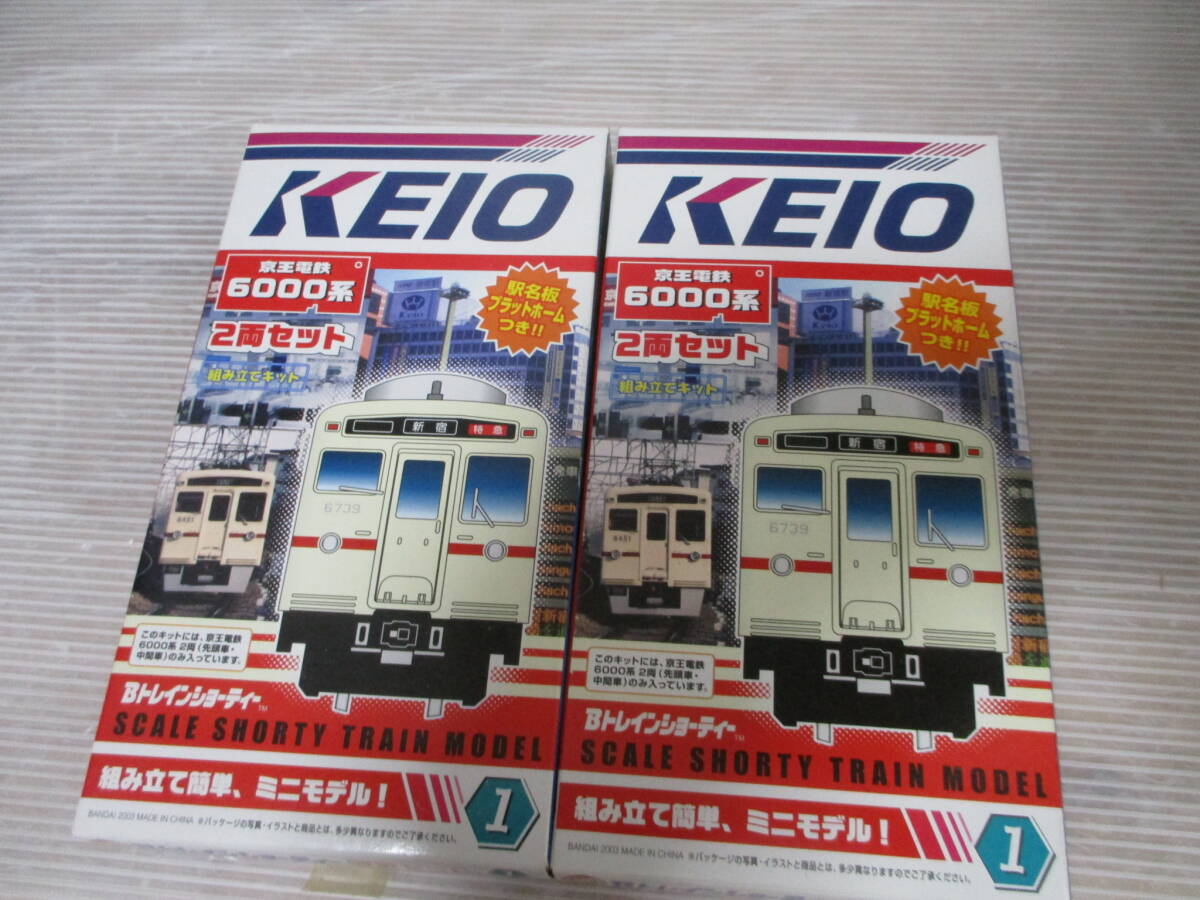 KEIO
京王電鉄
6000系
2両セット
組み立てキット
駅名板
プラットホーム
つき!!
新宿
特急
6739
8451
このキットには、京王電鉄
6000系 2両(先頭車・
中間車)のみ入っています。
Bトレインショーティー™
SCALE SHORTY TRAIN MODEL
組み立て簡単、ミニモデル!
1
BANDAI 2003 MADE IN CHINA ※パッケージの写真・イラストと商品とは、多少異なりますのでご了承ください。
KEIO
京王電鉄
6000系
2両セット
組み立てキット
駅名板
プラットホーム
つき!!
KEIO
新宿
特急
6739
8451
このキットには、京王電鉄
6000系 2両(先頭車・
中間車)のみ入っています。
Bトレインショーティー™
SCALE SHORTY TRAIN MODEL
組み立て簡単、ミニモデル!
1
BANDAI 2003 MADE IN CHINA ※パッケージの写真・イラストと商品とは、多少異なりますのでご了承ください。